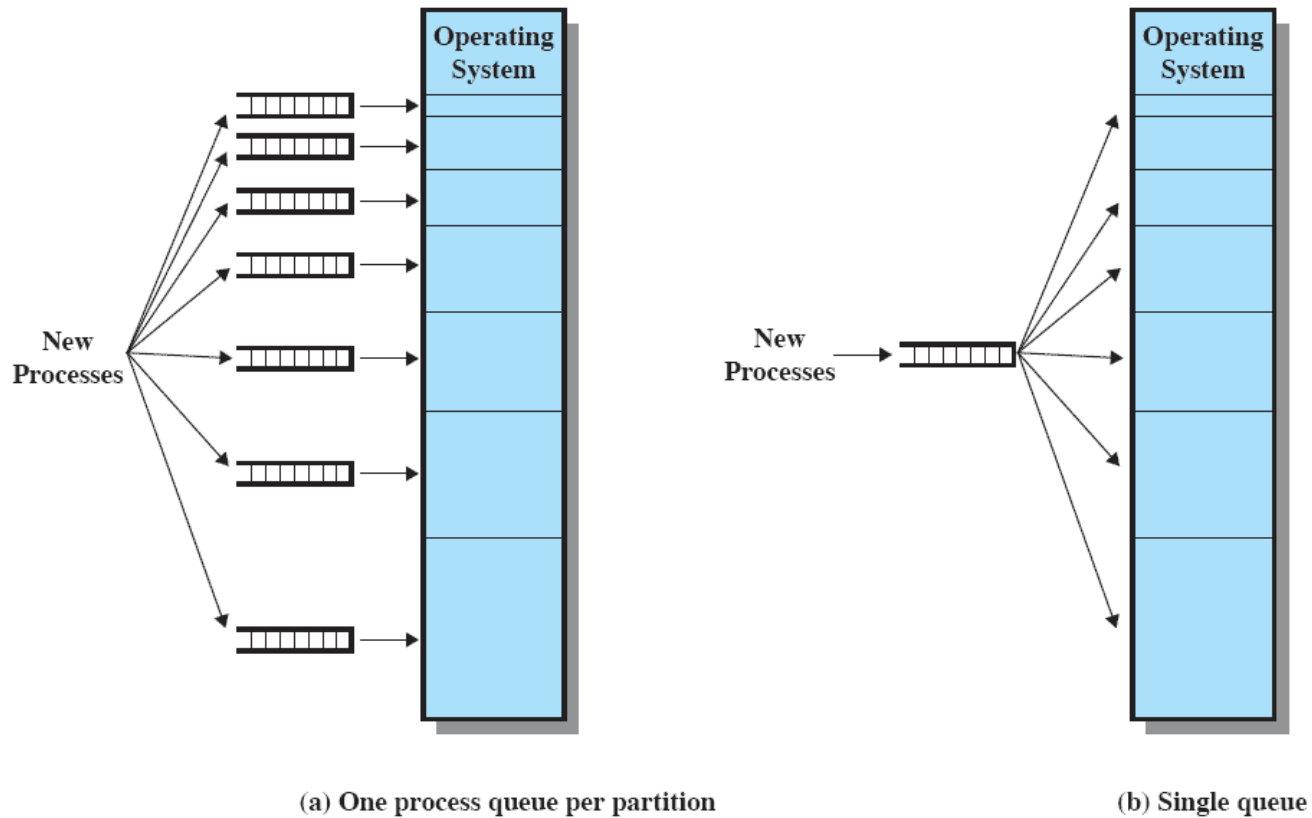 Operating
System
New
Processes
(a) One process queue per partition
Operating
System
New
Processes
(b) Single queue